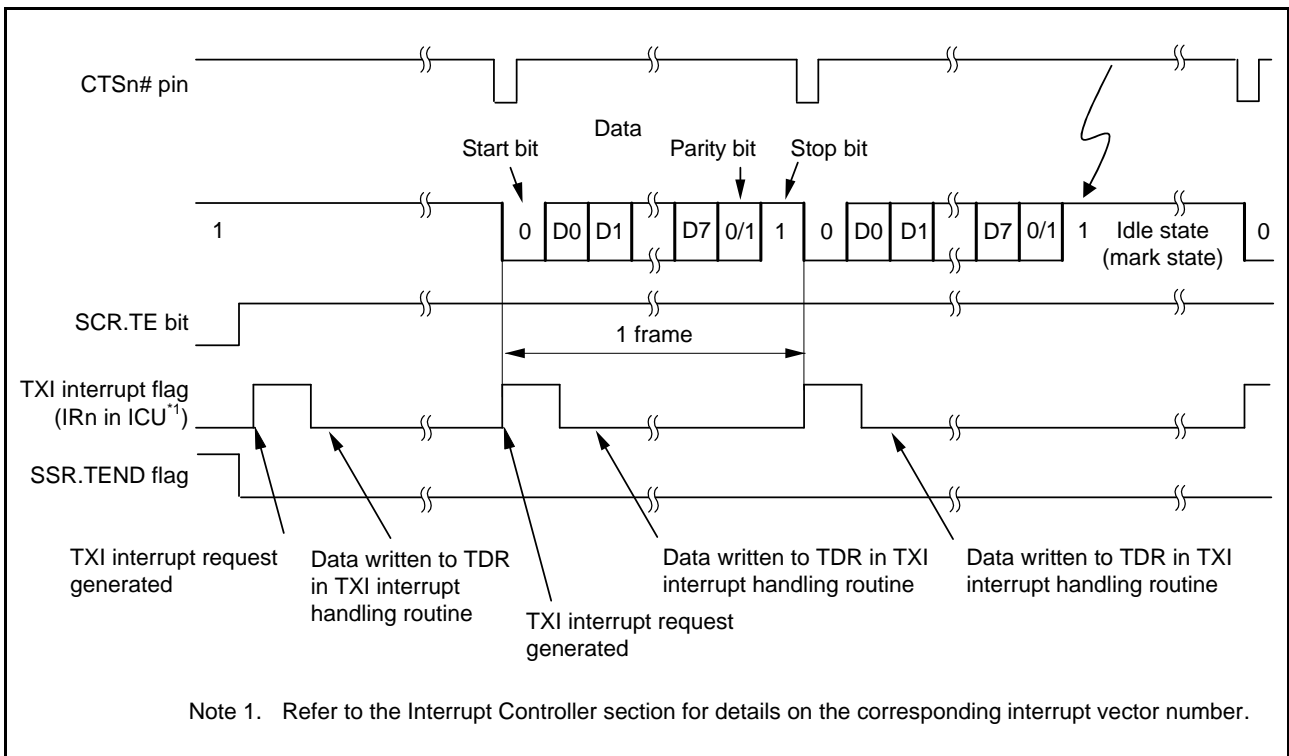 CTSn# pin
Data
Start bit
Parity bit
Stop bit
1
0
D0
D1
D7
0/1
1
0
D0
D1
D7
0/1
1
Idle state
(mark state)
0
SCR.TE bit
1 frame
TXI interrupt flag
(IRn in ICU*1)
SSR.TEND flag
TXI interrupt request
generated
Data written to TDR
in TXI interrupt
handling routine
TXI interrupt request
generated
Data written to TDR in TXI
interrupt handling routine
Data written to TDR in TXI
interrupt handling routine
Note 1. Refer to the Interrupt Controller section for details on the corresponding interrupt vector number.